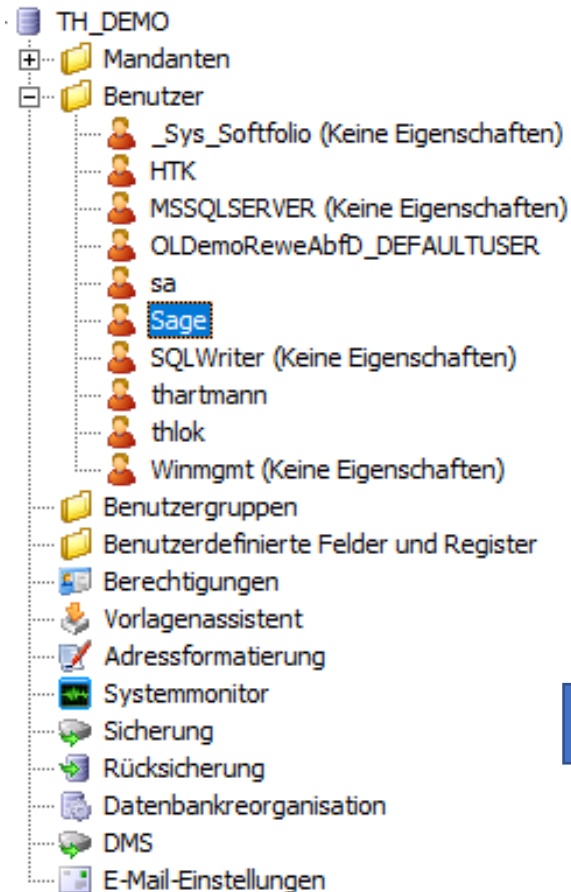 TH_DEMO
Mandanten
Benutzer
_Sys_Softfolio (Keine Eigenschaften)
HTK
MSSQLSERVER (Keine Eigenschaften)
OLDemoReweAbfD_DEFAULTUSER
sa
Sage
SQLWriter (Keine Eigenschaften)
thartmann
thlok
Winmgmt (Keine Eigenschaften)
Benutzergruppen
Benutzerdefinierte Felder und Register
Berechtigungen
Vorlagenassistent
Adressformatierung
Systemmonitor
Sicherung
Rücksicherung
Datenbankreorganisation
DMS
E-Mail-Einstellungen